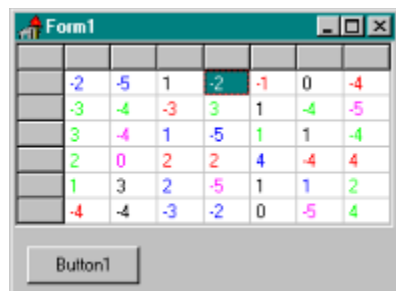 Form1
-2 -5 1 -2 -1 0 -4
-3 -4 -3 3 1 -4 -5
3 -4 1 -5 1 1 -4
2 0 2 2 4 -4 4
1 3 2 -5 1 1 2
-4 -4 -3 -2 0 -5 4
Button1